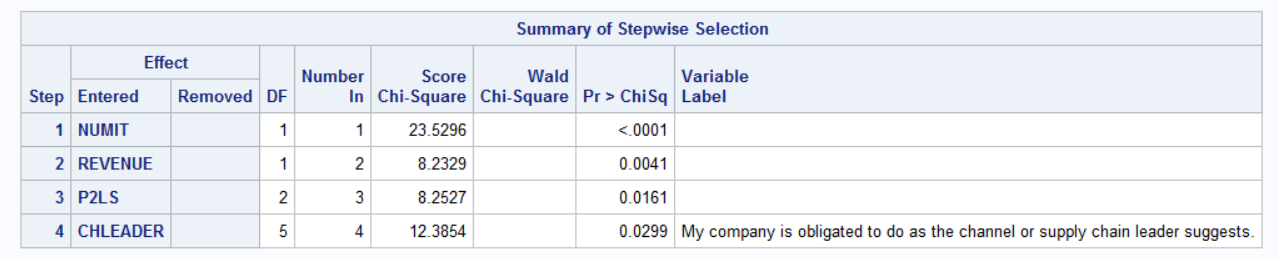 Summary of Stepwise Selection
Effect
Step Entered Removed DF Number In Score Chi-Square Wald Chi-Square Pr > ChiSq Variable Label
1 NUMIT 1 1 23.5296 <.0001
2 REVENUE 1 2 8.2329 0.0041
3 P2LS 2 3 8.2527 0.0161
4 CHLEADER 5 4 12.3854 0.0299 My company is obligated to do as the channel or supply chain leader suggests.